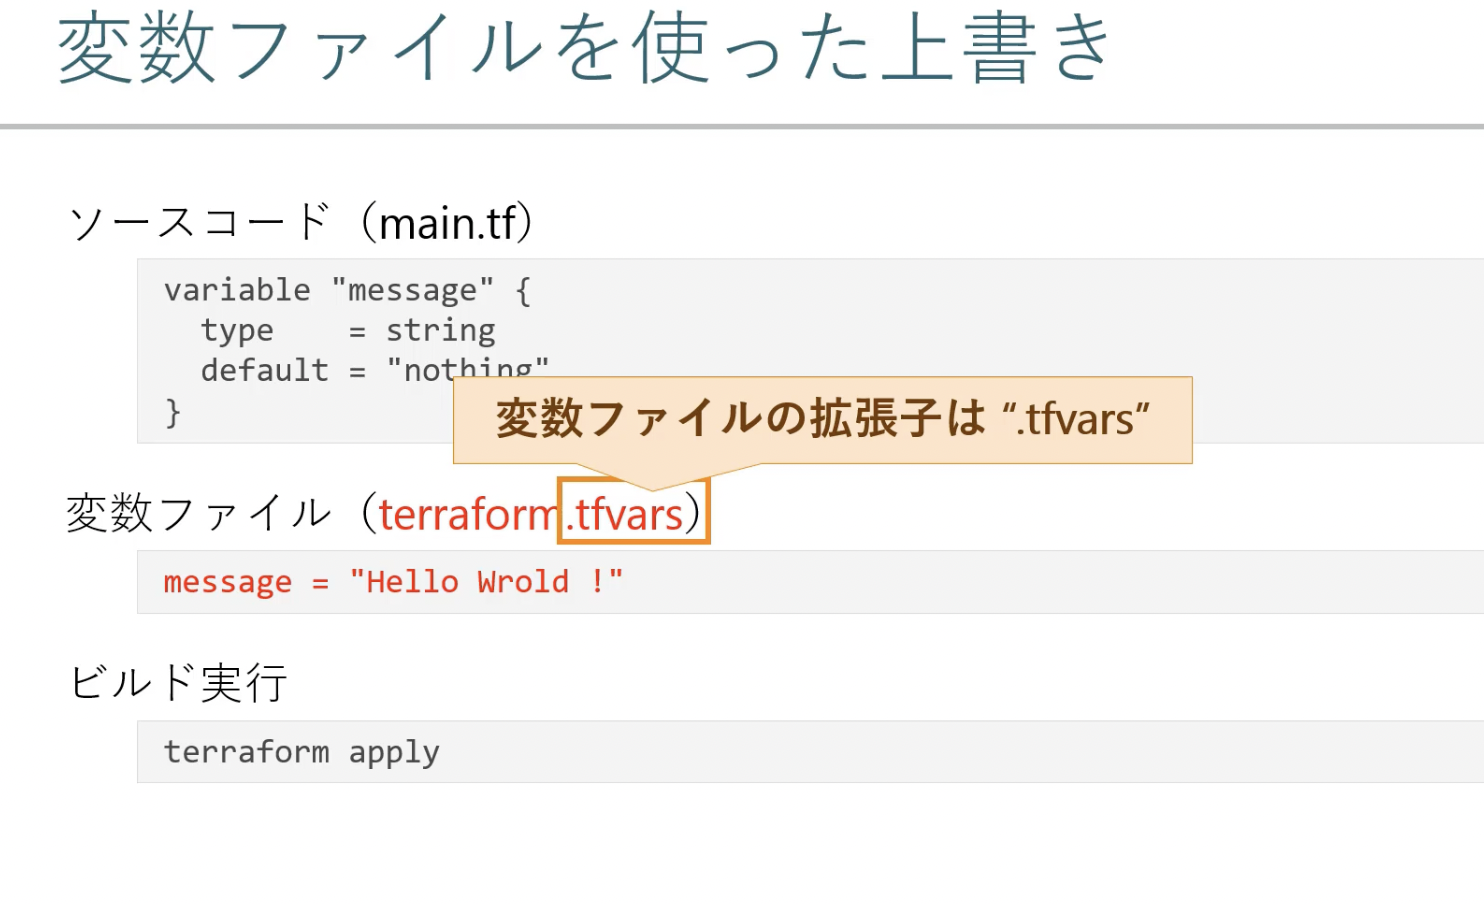 変数ファイルを使った上書き
ソースコード（main.tf）
variable "message" {
  type    = string
  default = "nothing"
}
変数ファイルの拡張子は “.tfvars”
変数ファイル（terraform.tfvars）
message = "Hello Wrold !"
ビルド実行
terraform apply